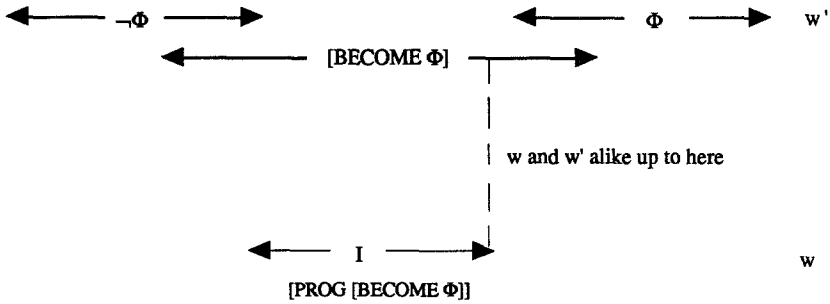 ¬Φ Φ w'
[BECOME Φ]
w and w' alike up to here
I w
[PROG [BECOME Φ]]